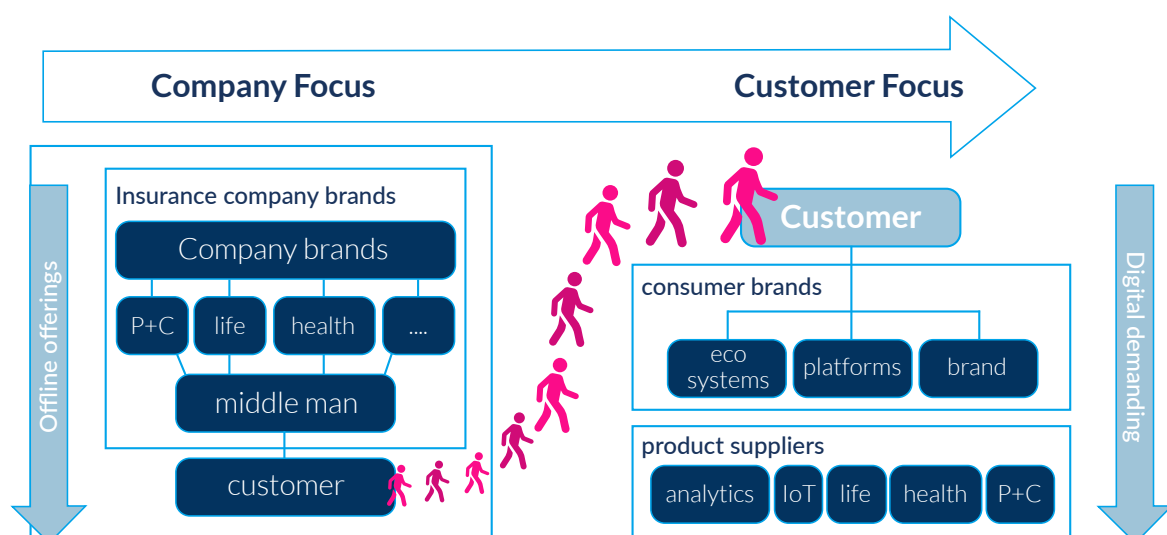 Company Focus
Customer Focus
Insurance company brands
Company brands
P+C
life
health
....
middle man
customer
Offline offerings
Customer
consumer brands
eco
systems
platforms
brand
product suppliers
analytics
IoT
life
health
P+C
Digital demanding